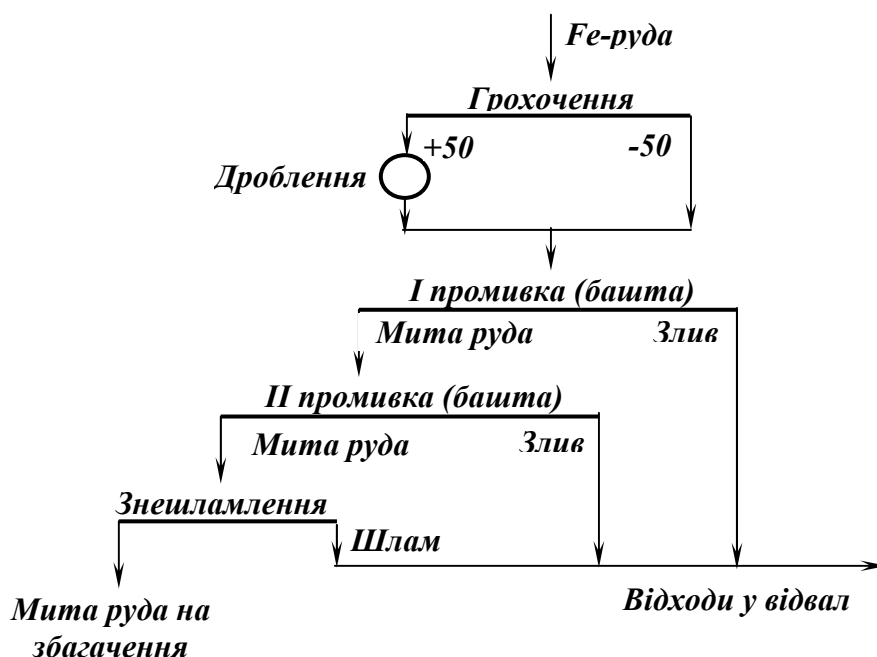 Fe-руда
Грохочення
+50
-50
Дроблення
I промивка (башта)
Мита руда
Злив
II промивка (башта)
Мита руда
Злив
Знешламлення
Шлам
Відходи у відвал
Мита руда на
збагачення